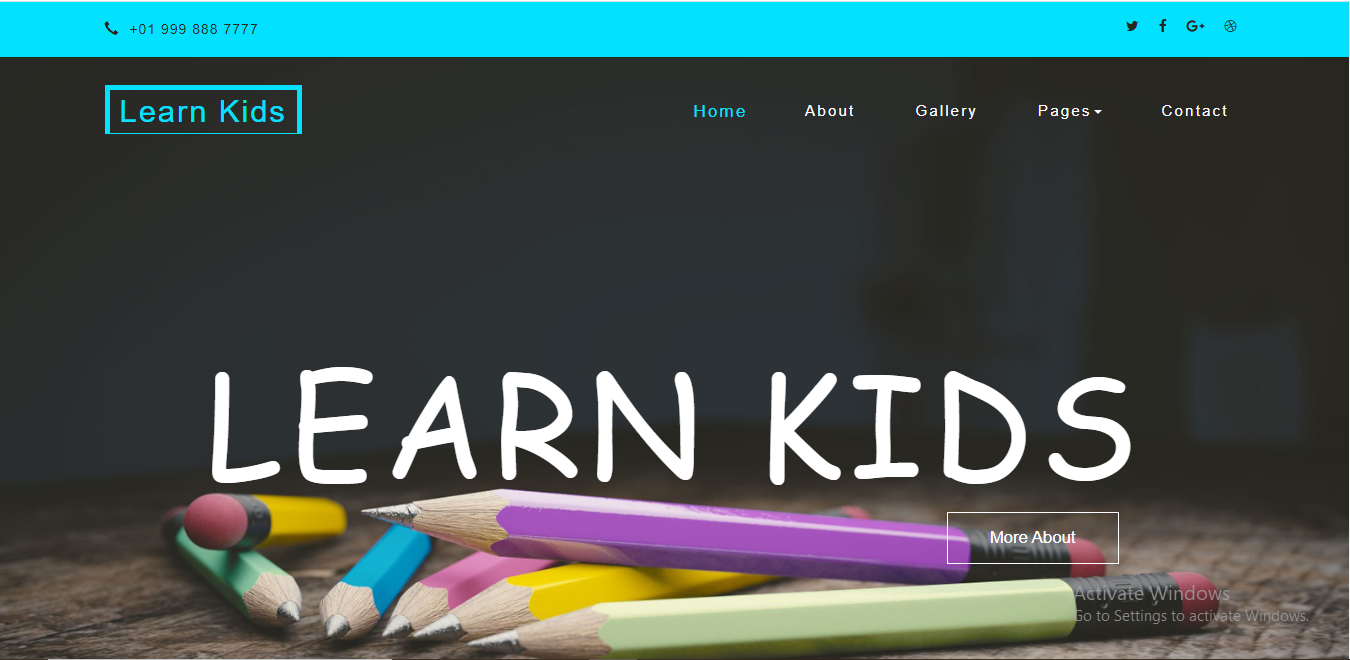 +01 999 888 7777
Learn Kids
Home About Gallery Pages Contact
LEARN KIDS
More About
Activate Windows
Go to Settings to activate Windows.